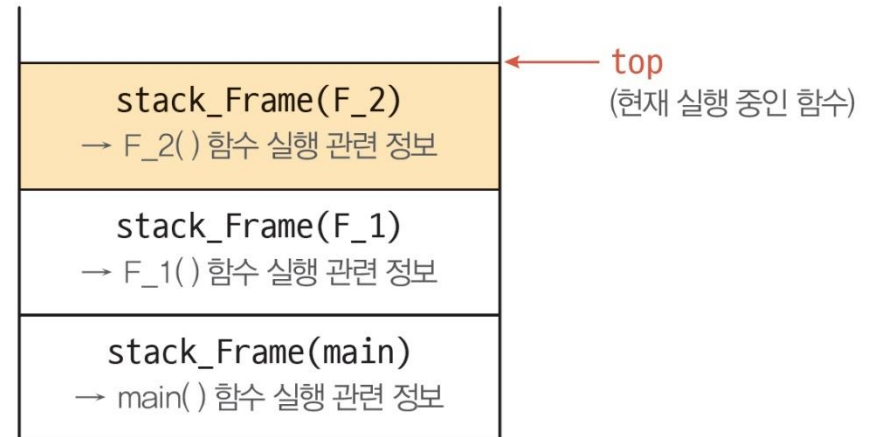 top
(현재 실행 중인 함수)
stack_Frame(F_2)
→ F_2( ) 함수 실행 관련 정보
stack_Frame(F_1)
→ F_1( ) 함수 실행 관련 정보
stack_Frame(main)
→ main( ) 함수 실행 관련 정보